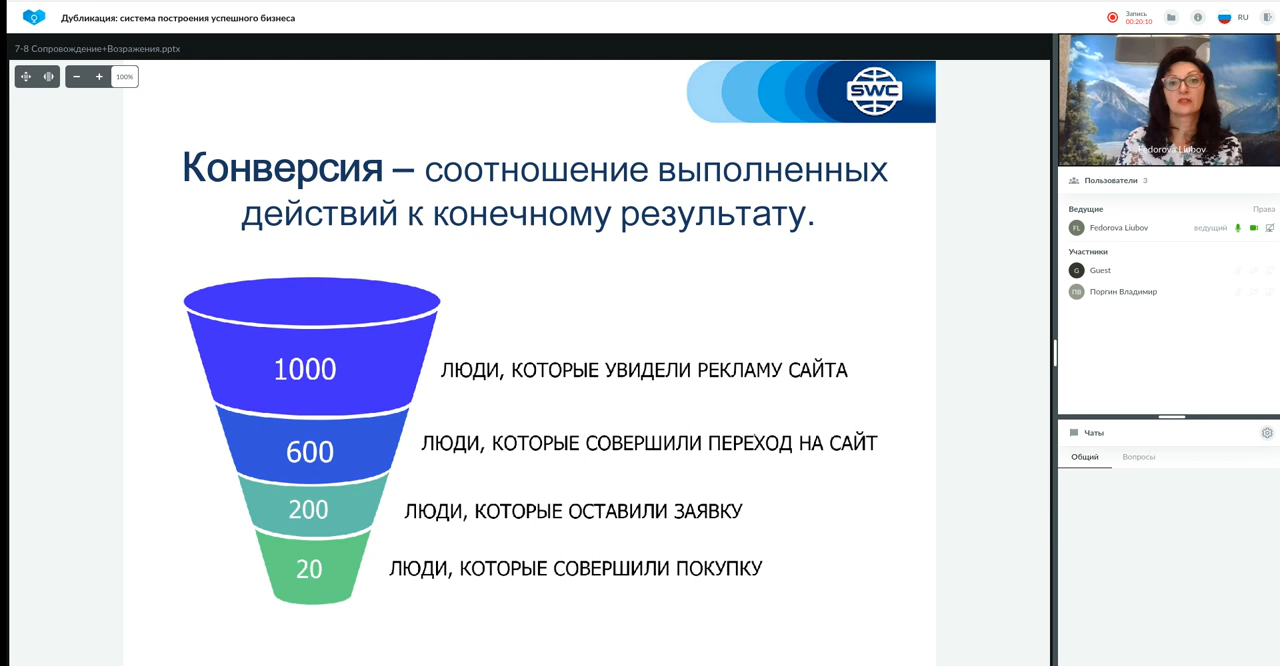 Дубликация: система построения успешного бизнеса
Запись
00:20:10
RU
7-8 Сопровождение+Возражения.pptx
100%
SWC
Конверсия – соотношение выполненных
действий к конечному результату.
1000
ЛЮДИ, КОТОРЫЕ УВИДЕЛИ РЕКЛАМУ САЙТА
600
ЛЮДИ, КОТОРЫЕ СОВЕРШИЛИ ПЕРЕХОД НА САЙТ
200
ЛЮДИ, КОТОРЫЕ ОСТАВИЛИ ЗАЯВКУ
20
ЛЮДИ, КОТОРЫЕ СОВЕРШИЛИ ПОКУПКУ
Fedorova Liubov
Пользователи 3
Ведущие Права
FL Fedorova Liubov ведущий
Участники
G Guest
ПВ Поргин Владимир
Чаты
Общий Вопросы